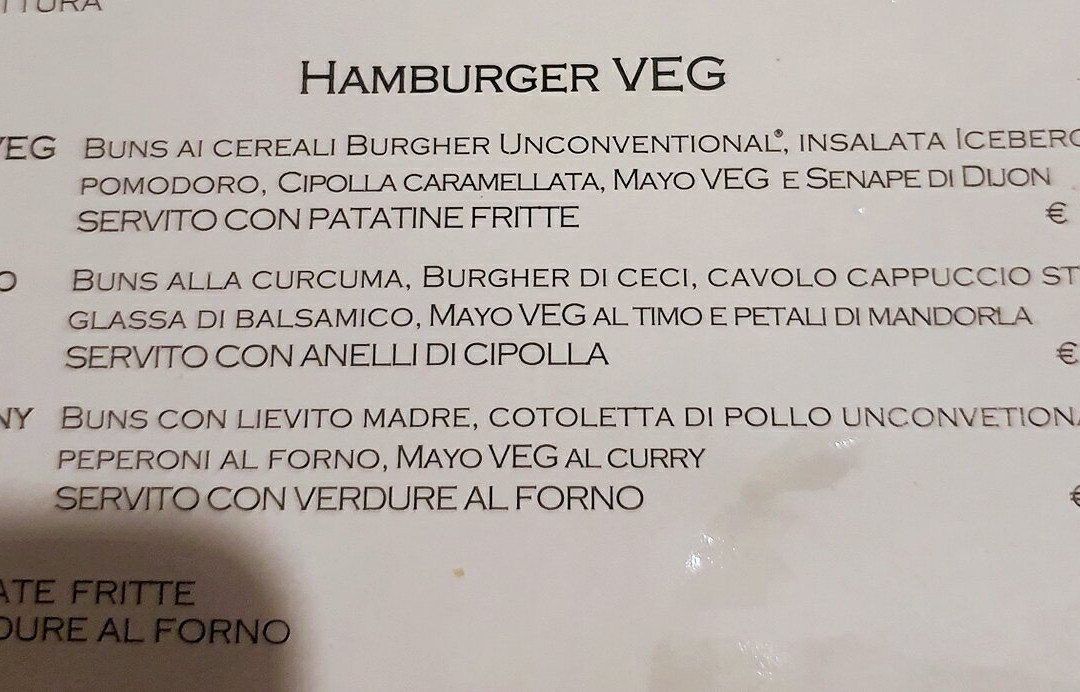 HAMBURGER VEG
VEG BUNS AI CEREALI BURGHER UNCONVENTIONAL®, INSALATA ICEBERG
POMODORO, CIPOLLA CARAMELLATA, MAYO VEG E SENAPE DI DIJON
SERVITO CON PATATINE FRITTE €
O BUNS ALLA CURCUMA, BURGHER DI CECI, CAVOLO CAPPUCCIO ST
GLASSA DI BALSAMICO, MAYO VEG AL TIMO E PETALI DI MANDORLA
SERVITO CON ANELLI DI CIPOLLA €
NY BUNS CON LIEVITO MADRE, COTOLETTA DI POLLO UNCONVETIONA
PEPERONI AL FORNO, MAYO VEG AL CURRY
SERVITO CON VERDURE AL FORNO €
ATE FRITTE
DURE AL FORNO